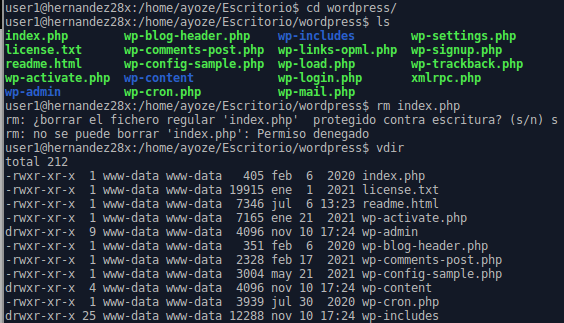 user1@hernandez28x:/home/ayoze/Escritorio$ cd wordpress/
user1@hernandez28x:/home/ayoze/Escritorio/wordpress$ ls
index.php        wp-blog-header.php    wp-includes        wp-settings.php
license.txt      wp-comments-post.php  wp-links-opml.php  wp-signup.php
readme.html      wp-config-sample.php  wp-load.php        wp-trackback.php
wp-activate.php  wp-content            wp-login.php       xmlrpc.php
wp-admin         wp-cron.php           wp-mail.php
user1@hernandez28x:/home/ayoze/Escritorio/wordpress$ rm index.php
rm: ¿borrar el fichero regular 'index.php'  protegido contra escritura? (s/n) s
rm: no se puede borrar 'index.php': Permiso denegado
user1@hernandez28x:/home/ayoze/Escritorio/wordpress$ vdir
total 212
-rwxr-xr-x  1 www-data www-data   405 feb  6  2020 index.php
-rwxr-xr-x  1 www-data www-data 19915 ene  1  2021 license.txt
-rwxr-xr-x  1 www-data www-data  7346 jul  6 13:23 readme.html
-rwxr-xr-x  1 www-data www-data  7165 ene 21  2021 wp-activate.php
drwxr-xr-x  9 www-data www-data  4096 nov 10 17:24 wp-admin
-rwxr-xr-x  1 www-data www-data   351 feb  6  2020 wp-blog-header.php
-rwxr-xr-x  1 www-data www-data  2328 feb 17  2021 wp-comments-post.php
-rwxr-xr-x  1 www-data www-data  3004 may 21  2021 wp-config-sample.php
drwxr-xr-x  4 www-data www-data  4096 nov 10 17:24 wp-content
-rwxr-xr-x  1 www-data www-data  3939 jul 30  2020 wp-cron.php
drwxr-xr-x 25 www-data www-data 12288 nov 10 17:24 wp-includes